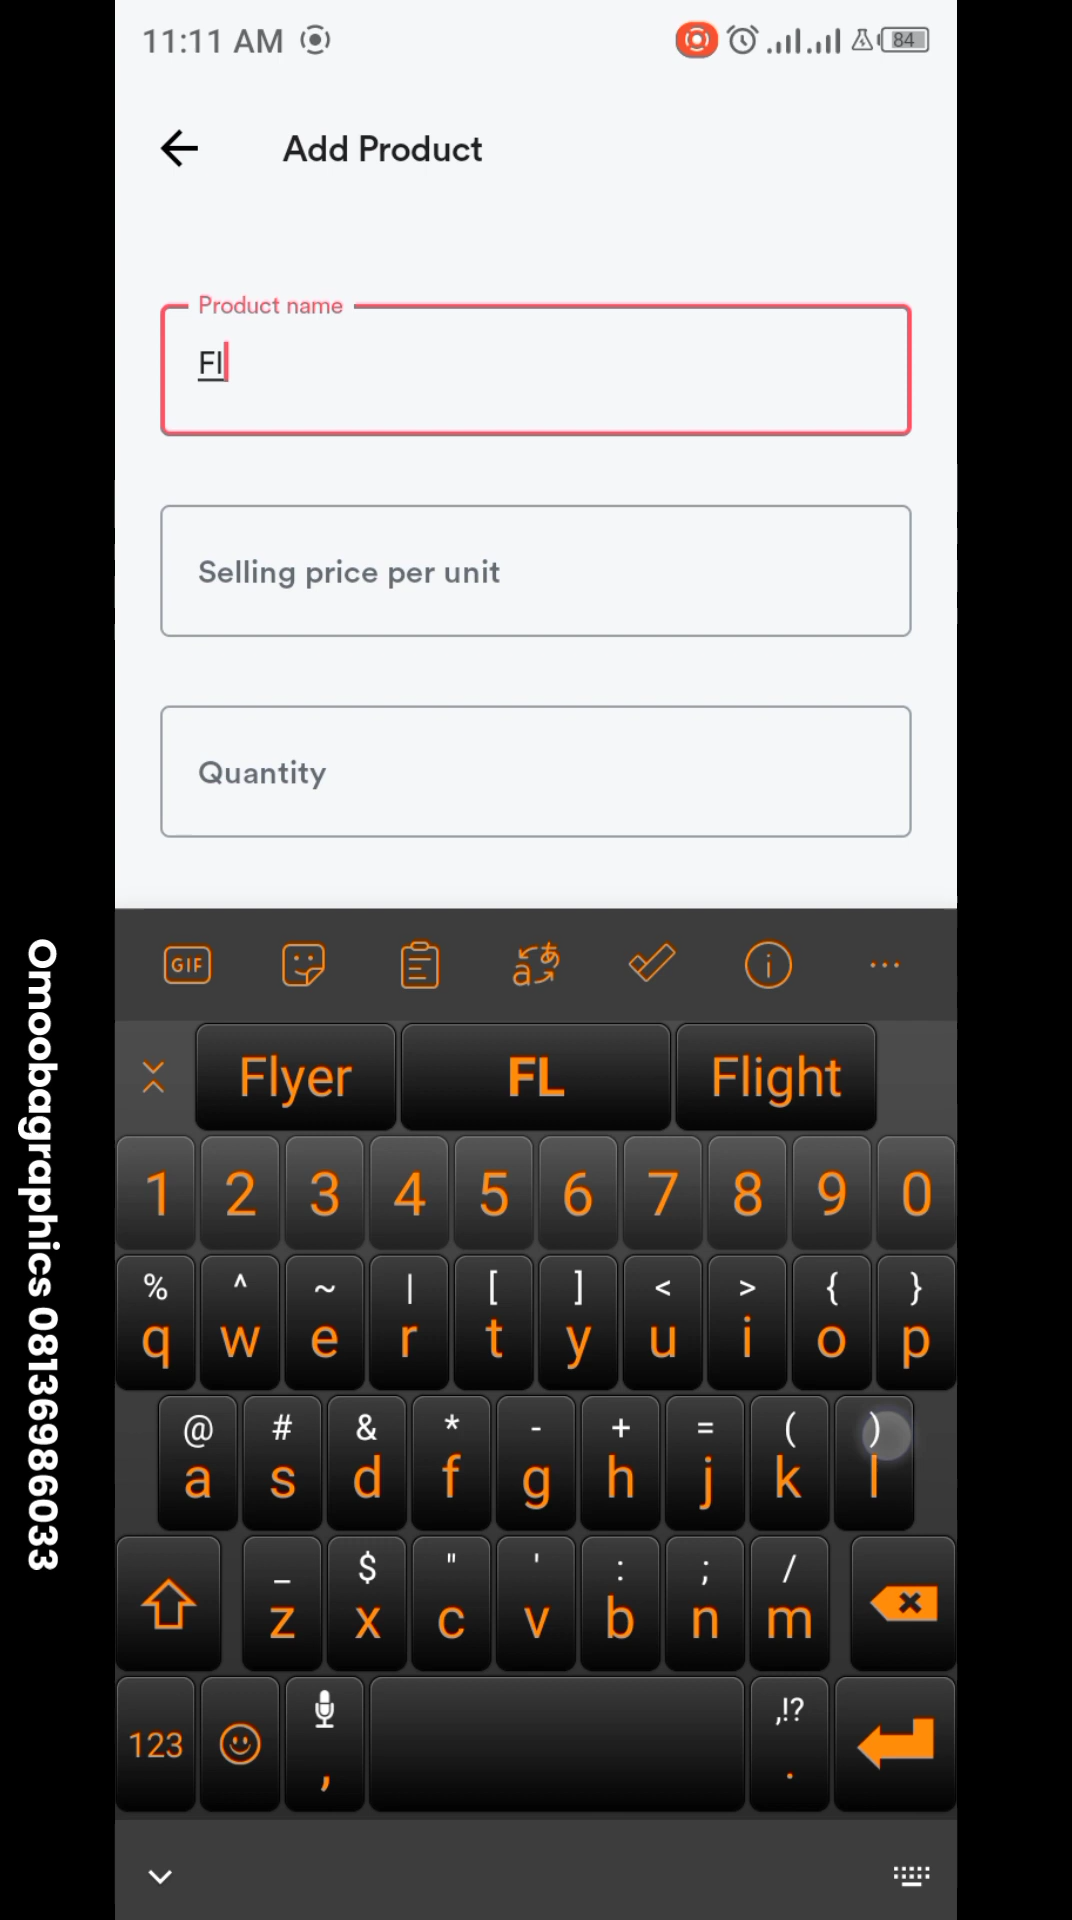 11:11 AM
84
Add Product
Product name
Fl
Selling price per unit
Quantity
GIF
Flyer FL Flight
1 2 3 4 5 6 7 8 9 0
% ^ ~ | [ ] < > { }
q w e r t y u i o p
@ # & * - + = ( )
a s d f g h j k l
_ $ " ' : ; /
z x c v b n m
,!?
123 , .
Omoobagraphics 08136986033